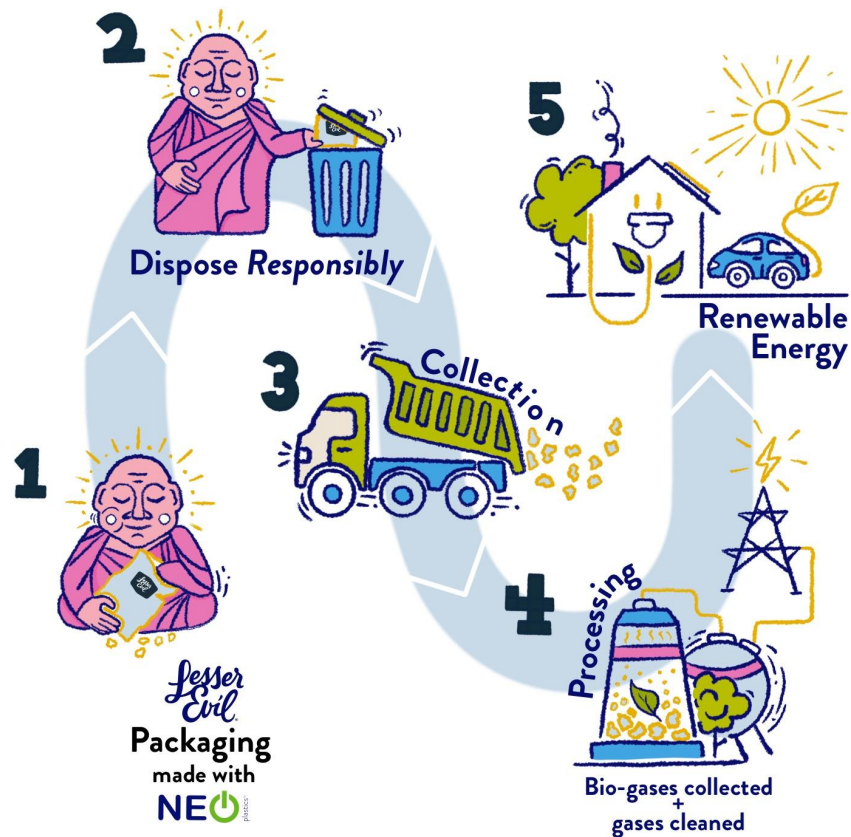 1
Lesser
Evil
Packaging
made with
NEO
plastics
2
Dispose Responsibly
3
Collection
4
Processing
Bio-gases collected
+
gases cleaned
5
Renewable
Energy